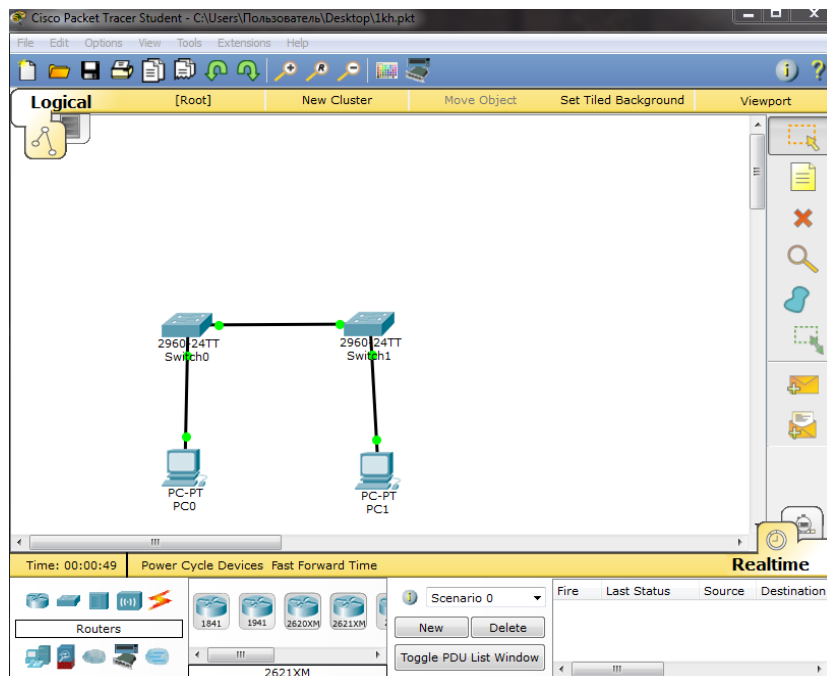 Cisco Packet Tracer Student - C:\Users\Пользователь\Desktop\1kh.pkt
File Edit Options View Tools Extensions Help
Logical [Root] New Cluster Move Object Set Tiled Background Viewport
2960-24TT
Switch0
2960-24TT
Switch1
PC-PT
PC0
PC-PT
PC1
Time: 00:00:49 Power Cycle Devices Fast Forward Time Realtime
Routers
1841 1941 2620XM 2621XM
2621XM
Scenario 0
New Delete
Toggle PDU List Window
Fire Last Status Source Destination